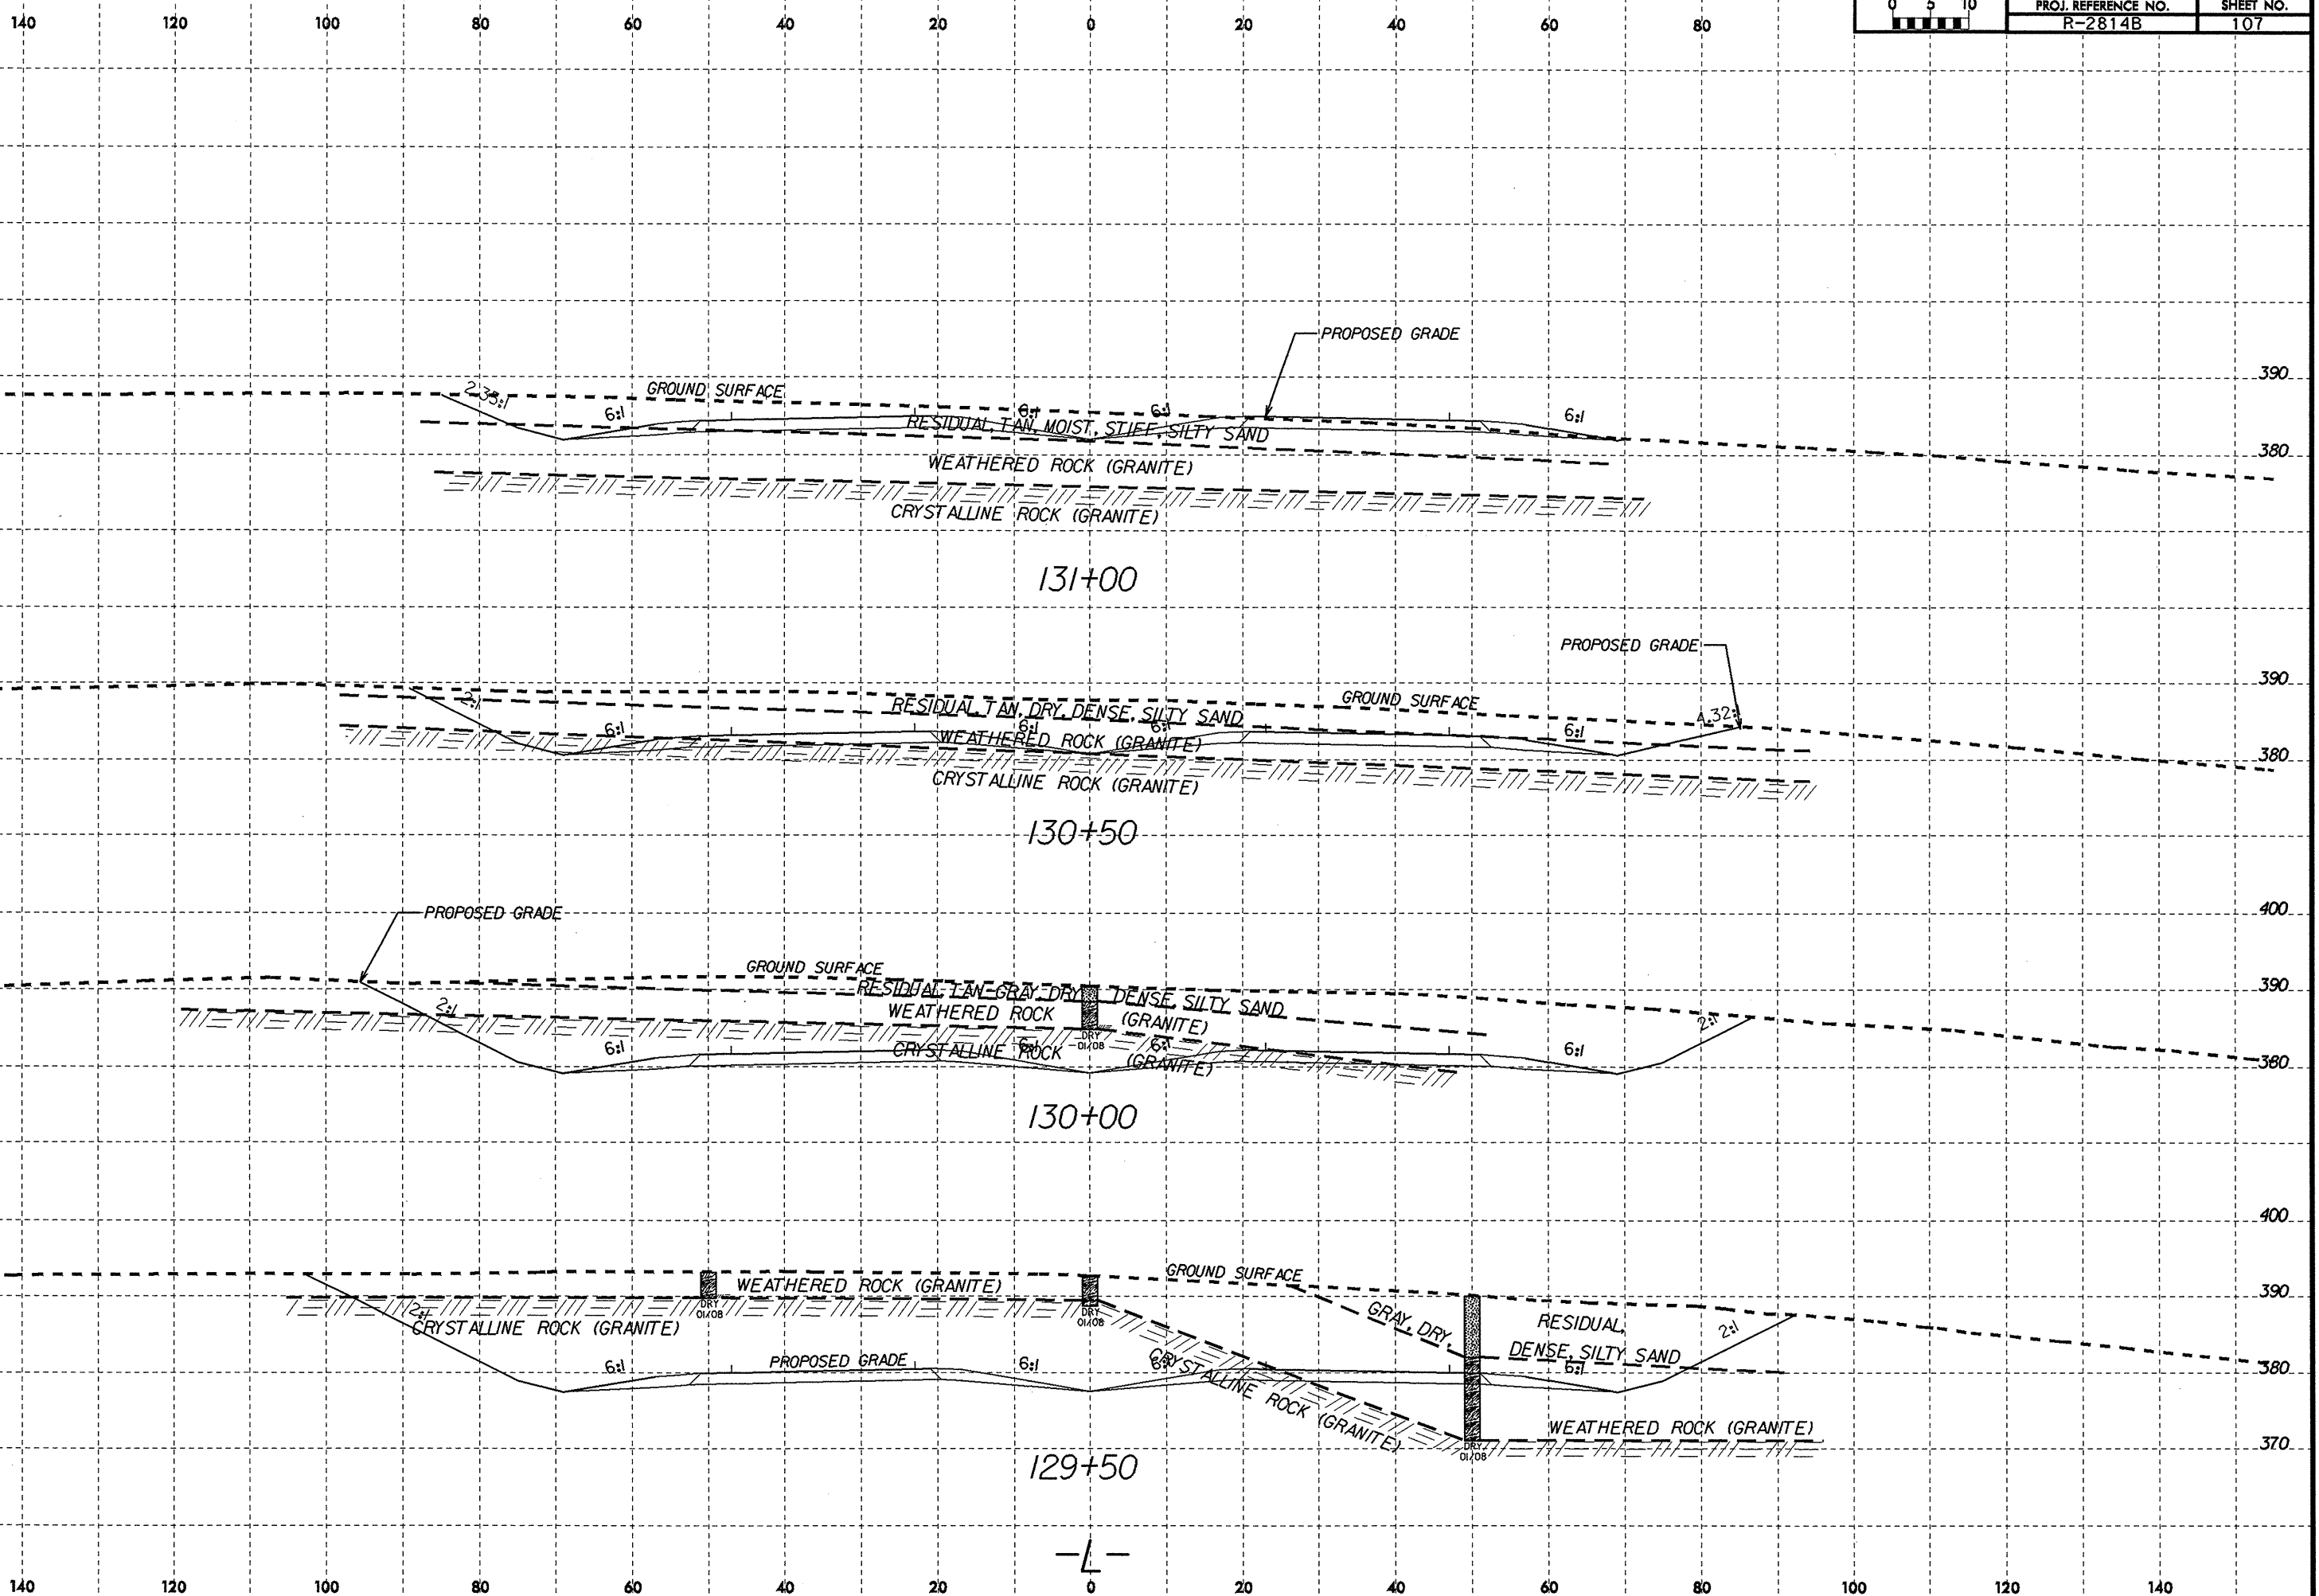 140 120 100 80 60 40 20 0 20 40 60 80
0 5 10
PROJ. REFERENCE NO. SHEET NO.
R-2814B 107
PROPOSED GRADE
390
2.35:1 GROUND SURFACE
6:1 6:1 6:1 6:1
RESIDUAL, TAN, MOIST, STIFF, SILTY SAND
380
WEATHERED ROCK (GRANITE)
CRYSTALLINE ROCK (GRANITE)
131+00
PROPOSED GRADE
390
2:1 GROUND SURFACE
RESIDUAL, TAN, DRY, DENSE, SILTY SAND 4.32:1
6:1 6:1 6:1 6:1
WEATHERED ROCK (GRANITE)
380
CRYSTALLINE ROCK (GRANITE)
130+50
PROPOSED GRADE 400
GROUND SURFACE
390
RESIDUAL, TAN-GRAY, DRY, DENSE, SILTY SAND
2:1 WEATHERED ROCK (GRANITE) 2:1
DRY
01/08
6:1 6:1 6:1 6:1
CRYSTALLINE ROCK (GRANITE)
380
130+00
400
GROUND SURFACE
WEATHERED ROCK (GRANITE) 390
DRY
01/08
DRY
01/08
2:1 GRAY, DRY, RESIDUAL, 2:1
CRYSTALLINE ROCK (GRANITE)
DENSE, SILTY SAND
6:1 PROPOSED GRADE 6:1 6:1 6:1 380
CRYSTALLINE ROCK (GRANITE)
WEATHERED ROCK (GRANITE)
370
DRY
01/08
129+50
-L-
140 120 100 80 60 40 20 0 20 40 60 80 100 120 140